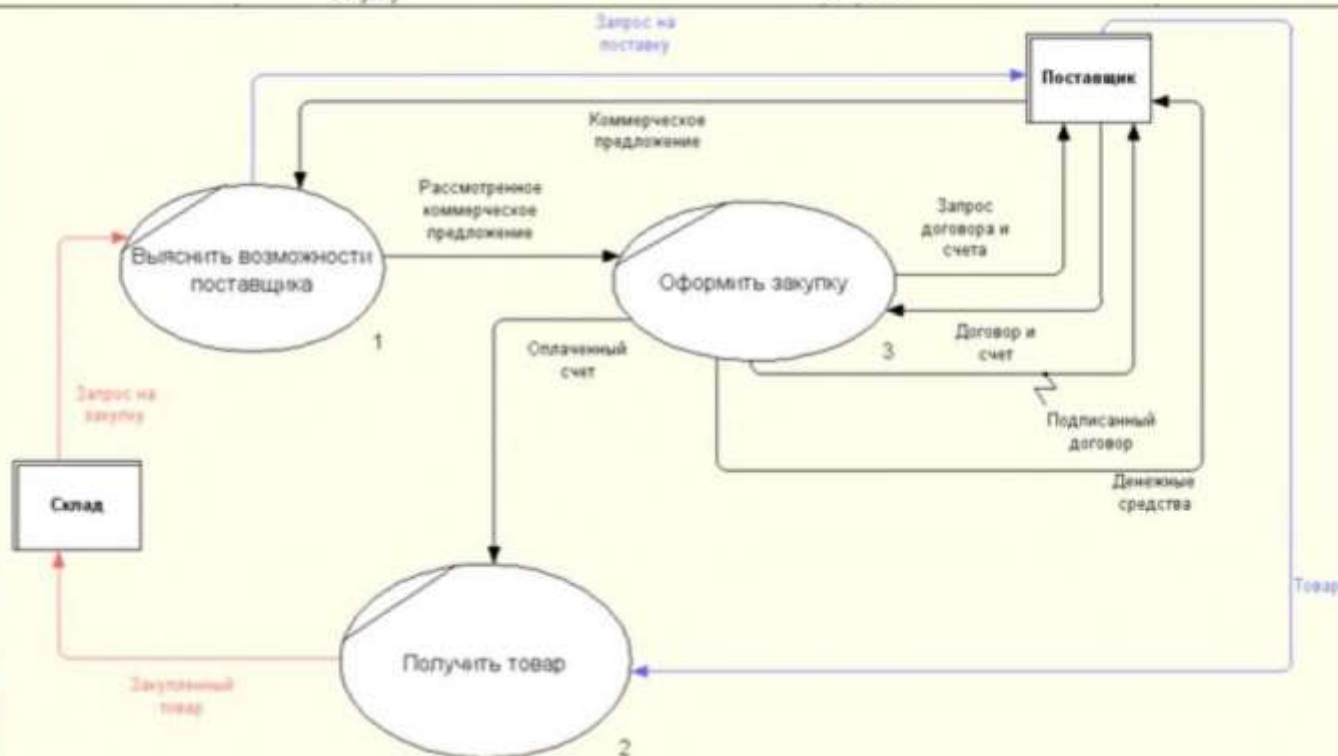 Запрос на
поставку
Поставщик
Коммерческое
предложение
Рассмотренное
коммерческое
предложение
Запрос
договора и
счета
Выяснить возможности
поставщика
1
Оформить закупку
3
Договор и
счет
Оплаченный
счет
Запрос на
закупку
Подписанный
договор
Денежные
средства
Склад
Товар
Получить товар
Закупленный
товар
2